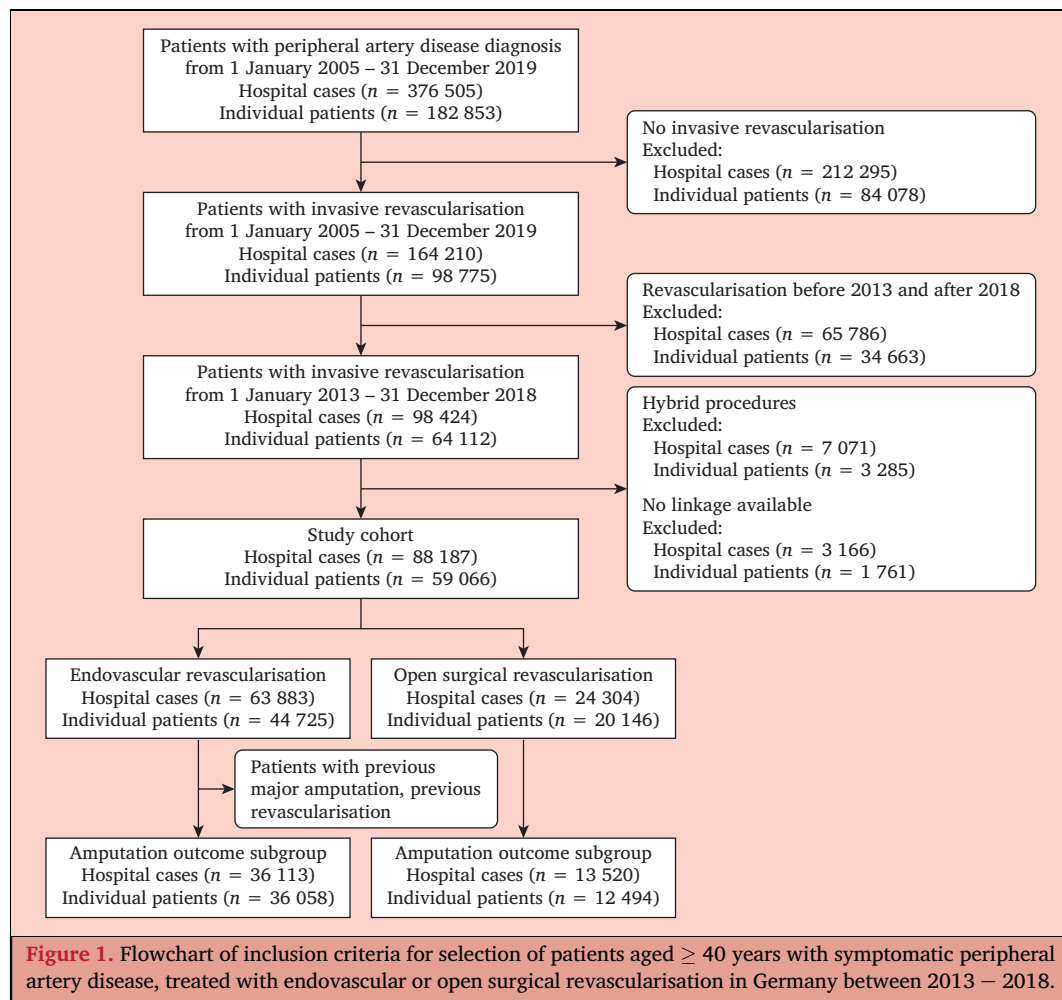 Patients with peripheral artery disease diagnosis
from 1 January 2005 – 31 December 2019
Hospital cases (n = 376 505)
Individual patients (n = 182 853)
No invasive revascularisation
Excluded:
Hospital cases (n = 212 295)
Individual patients (n = 84 078)
Patients with invasive revascularisation
from 1 January 2005 – 31 December 2019
Hospital cases (n = 164 210)
Individual patients (n = 98 775)
Revascularisation before 2013 and after 2018
Excluded:
Hospital cases (n = 65 786)
Individual patients (n = 34 663)
Patients with invasive revascularisation
from 1 January 2013 – 31 December 2018
Hospital cases (n = 98 424)
Individual patients (n = 64 112)
Hybrid procedures
Excluded:
Hospital cases (n = 7 071)
Individual patients (n = 3 285)
No linkage available
Excluded:
Hospital cases (n = 3 166)
Individual patients (n = 1 761)
Study cohort
Hospital cases (n = 88 187)
Individual patients (n = 59 066)
Endovascular revascularisation
Hospital cases (n = 63 883)
Individual patients (n = 44 725)
Open surgical revascularisation
Hospital cases (n = 24 304)
Individual patients (n = 20 146)
Patients with previous
major amputation, previous
revascularisation
Amputation outcome subgroup
Hospital cases (n = 36 113)
Individual patients (n = 36 058)
Amputation outcome subgroup
Hospital cases (n = 13 520)
Individual patients (n = 12 494)
Figure 1. Flowchart of inclusion criteria for selection of patients aged ≥ 40 years with symptomatic peripheral
artery disease, treated with endovascular or open surgical revascularisation in Germany between 2013 – 2018.